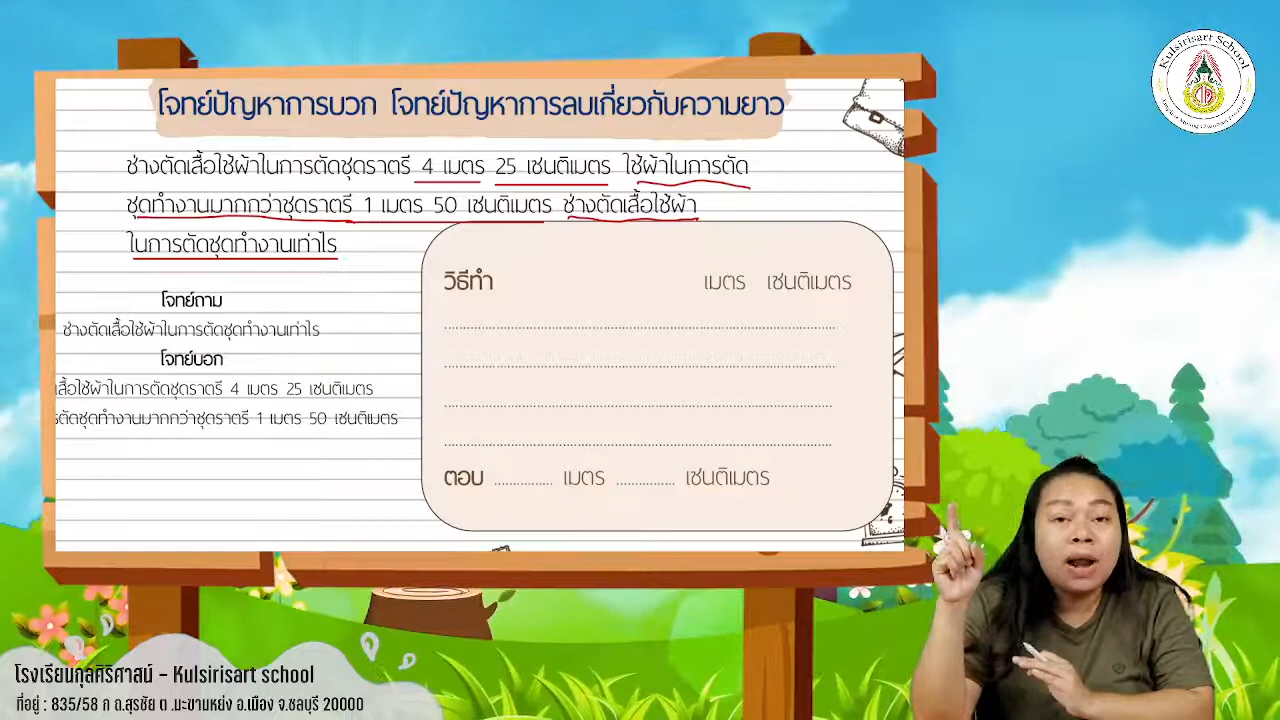 Kulsirisart School
โจทย์ปัญหาการบวก โจทย์ปัญหาการลบเกี่ยวกับความยาว
ช่างตัดเสื้อใช้ผ้าในการตัดชุดราตรี 4 เมตร 25 เซนติเมตร ใช้ผ้าในการตัด
ชุดทำงานมากกว่าชุดราตรี 1 เมตร 50 เซนติเมตร ช่างตัดเสื้อใช้ผ้า
ในการตัดชุดทำงานเท่าไร
โจทย์ถาม
ช่างตัดเสื้อใช้ผ้าในการตัดชุดทำงานเท่าไร
โจทย์บอก
เสื้อใช้ผ้าในการตัดชุดราตรี 4 เมตร 25 เซนติเมตร
ตัดชุดทำงานมากกว่าชุดราตรี 1 เมตร 50 เซนติเมตร
วิธีทำ เมตร เซนติเมตร
ตอบ ............... เมตร ............... เซนติเมตร
โรงเรียนกุลศิริศาสน์ - Kulsirisart school
ที่อยู่ : 835/58 ก ถ.สุรชัย ต.มะขามหย่ง อ.เมือง จ.ชลบุรี 20000